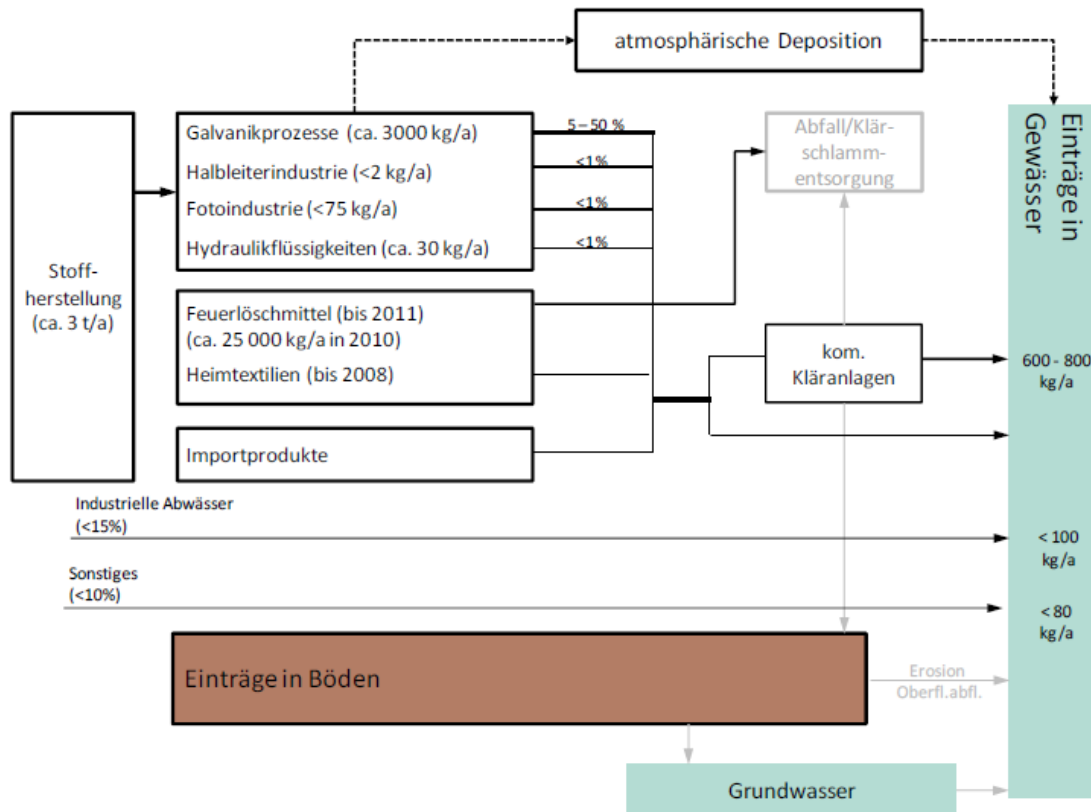 atmosphärische Deposition
Stoff-
herstellung
(ca. 3 t/a)
Galvanikprozesse (ca. 3000 kg/a)
Halbleiterindustrie (<2 kg/a)
Fotoindustrie (<75 kg/a)
Hydraulikflüssigkeiten (ca. 30 kg/a)
5 – 50 %
<1%
<1%
<1%
Abfall/Klär-
schlamm-
entsorgung
Einträge in
Gewässer
Feuerlöschmittel (bis 2011)
(ca. 25 000 kg/a in 2010)
Heimtextilien (bis 2008)
kom.
Kläranlagen
600 - 800
kg/a
Importprodukte
Industrielle Abwässer
(<15%)
< 100
kg/a
Sonstiges
(<10%)
< 80
kg/a
Einträge in Böden
Erosion
Oberfl.abfl.
Grundwasser